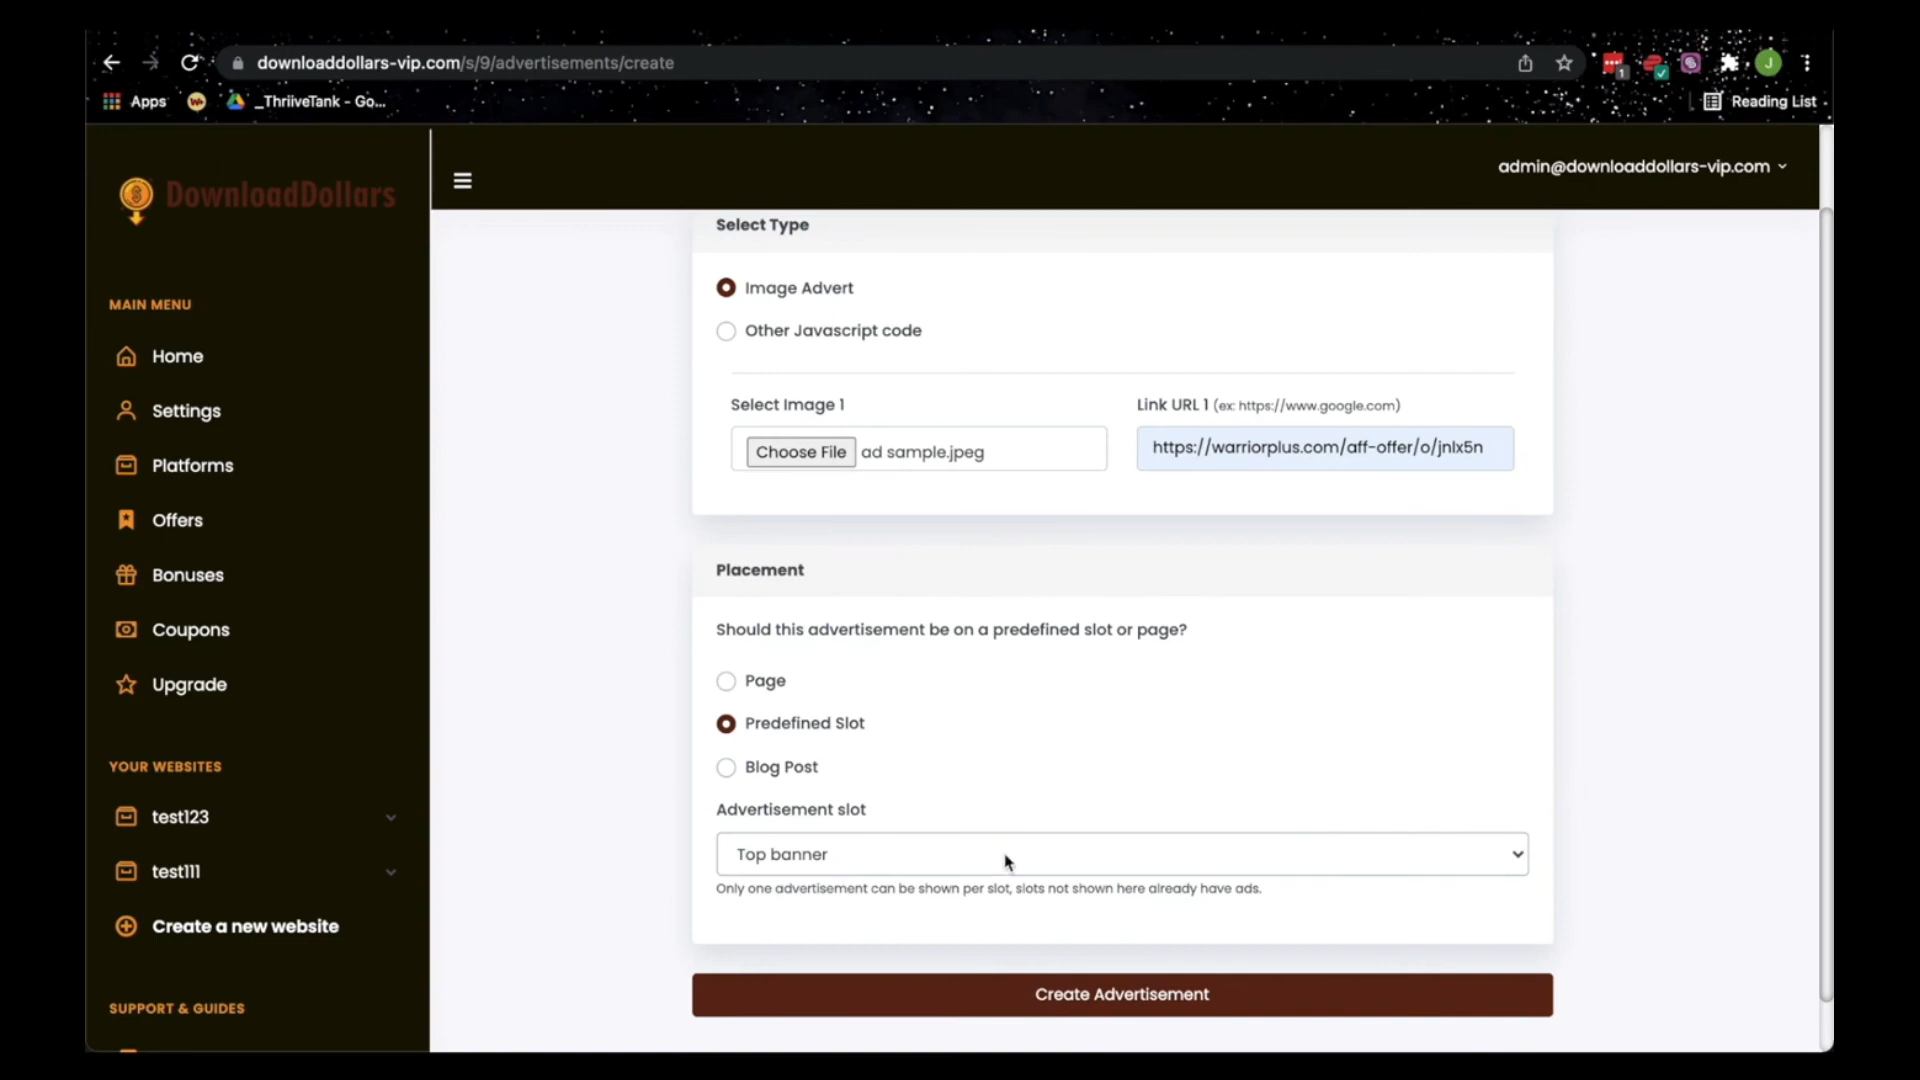 downloaddollars-vip.com/s/9/advertisements/create
1
J
Apps
_ThriiveTank - Go...
Reading List
DownloadDollars
admin@downloaddollars-vip.com
MAIN MENU
Home
Settings
Platforms
Offers
Bonuses
Coupons
Upgrade
YOUR WEBSITES
test123
test111
Create a new website
SUPPORT & GUIDES
Select Type
Image Advert
Other Javascript code
Select Image 1
Link URL 1 (ex: https://www.google.com)
Choose File ad sample.jpeg
https://warriorplus.com/aff-offer/o/jnlx5n
Placement
Should this advertisement be on a predefined slot or page?
Page
Predefined Slot
Blog Post
Advertisement slot
Top banner
Only one advertisement can be shown per slot, slots not shown here already have ads.
Create Advertisement